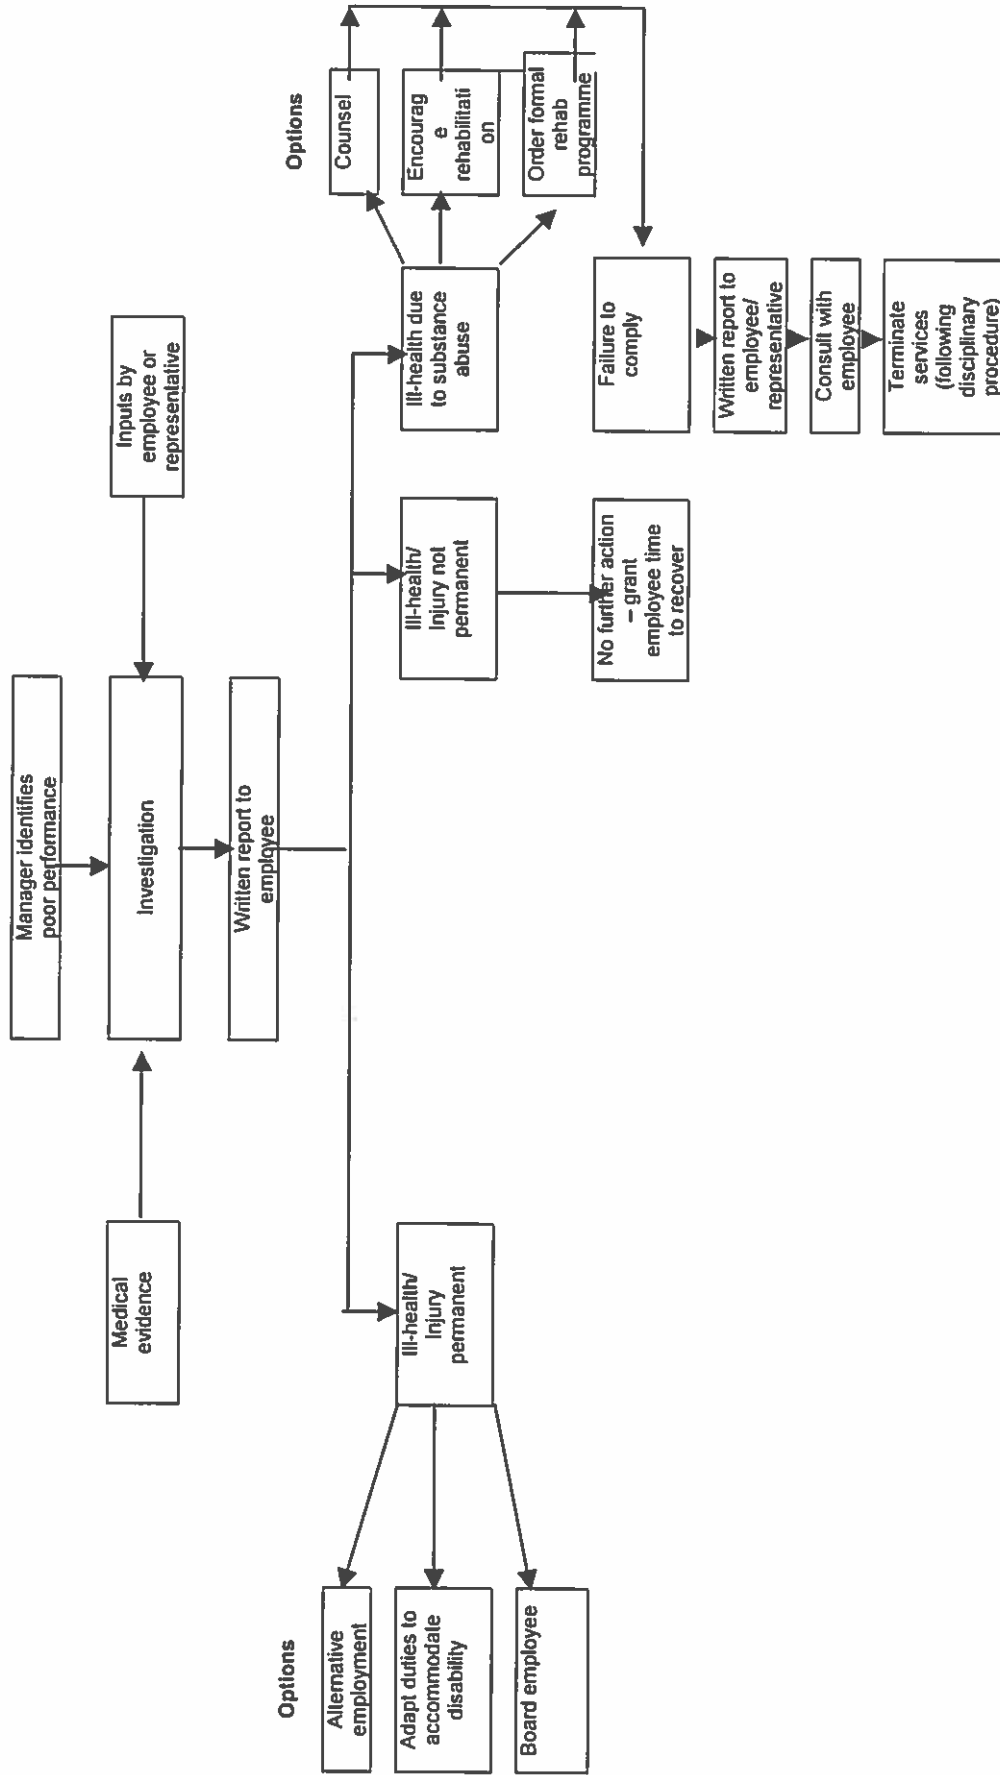 Manager identifies
poor performance
Medical
evidence
Investigation
Inputs by
employee or
representative
Written report to
employee
Options
Alternative
employment
Adapt duties to
accommodate
disability
Board employee
Ill-health/
Injury
permanent
Ill-health/
Injury not
permanent
No further action
– grant
employee time
to recover
Ill-health due
to substance
abuse
Options
Counsel
Encourag
e
rehabilitati
on
Order formal
rehab
programme
Failure to
comply
Written report to
employee/
representative
Consult with
employee
Terminate
services
(following
disciplinary
procedure)